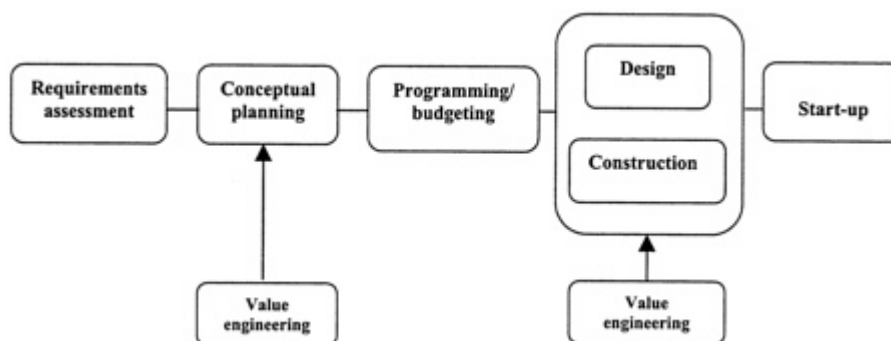 Requirements
assessment
Conceptual
planning
Programming/
budgeting
Design
Construction
Start-up
Value
engineering
Value
engineering